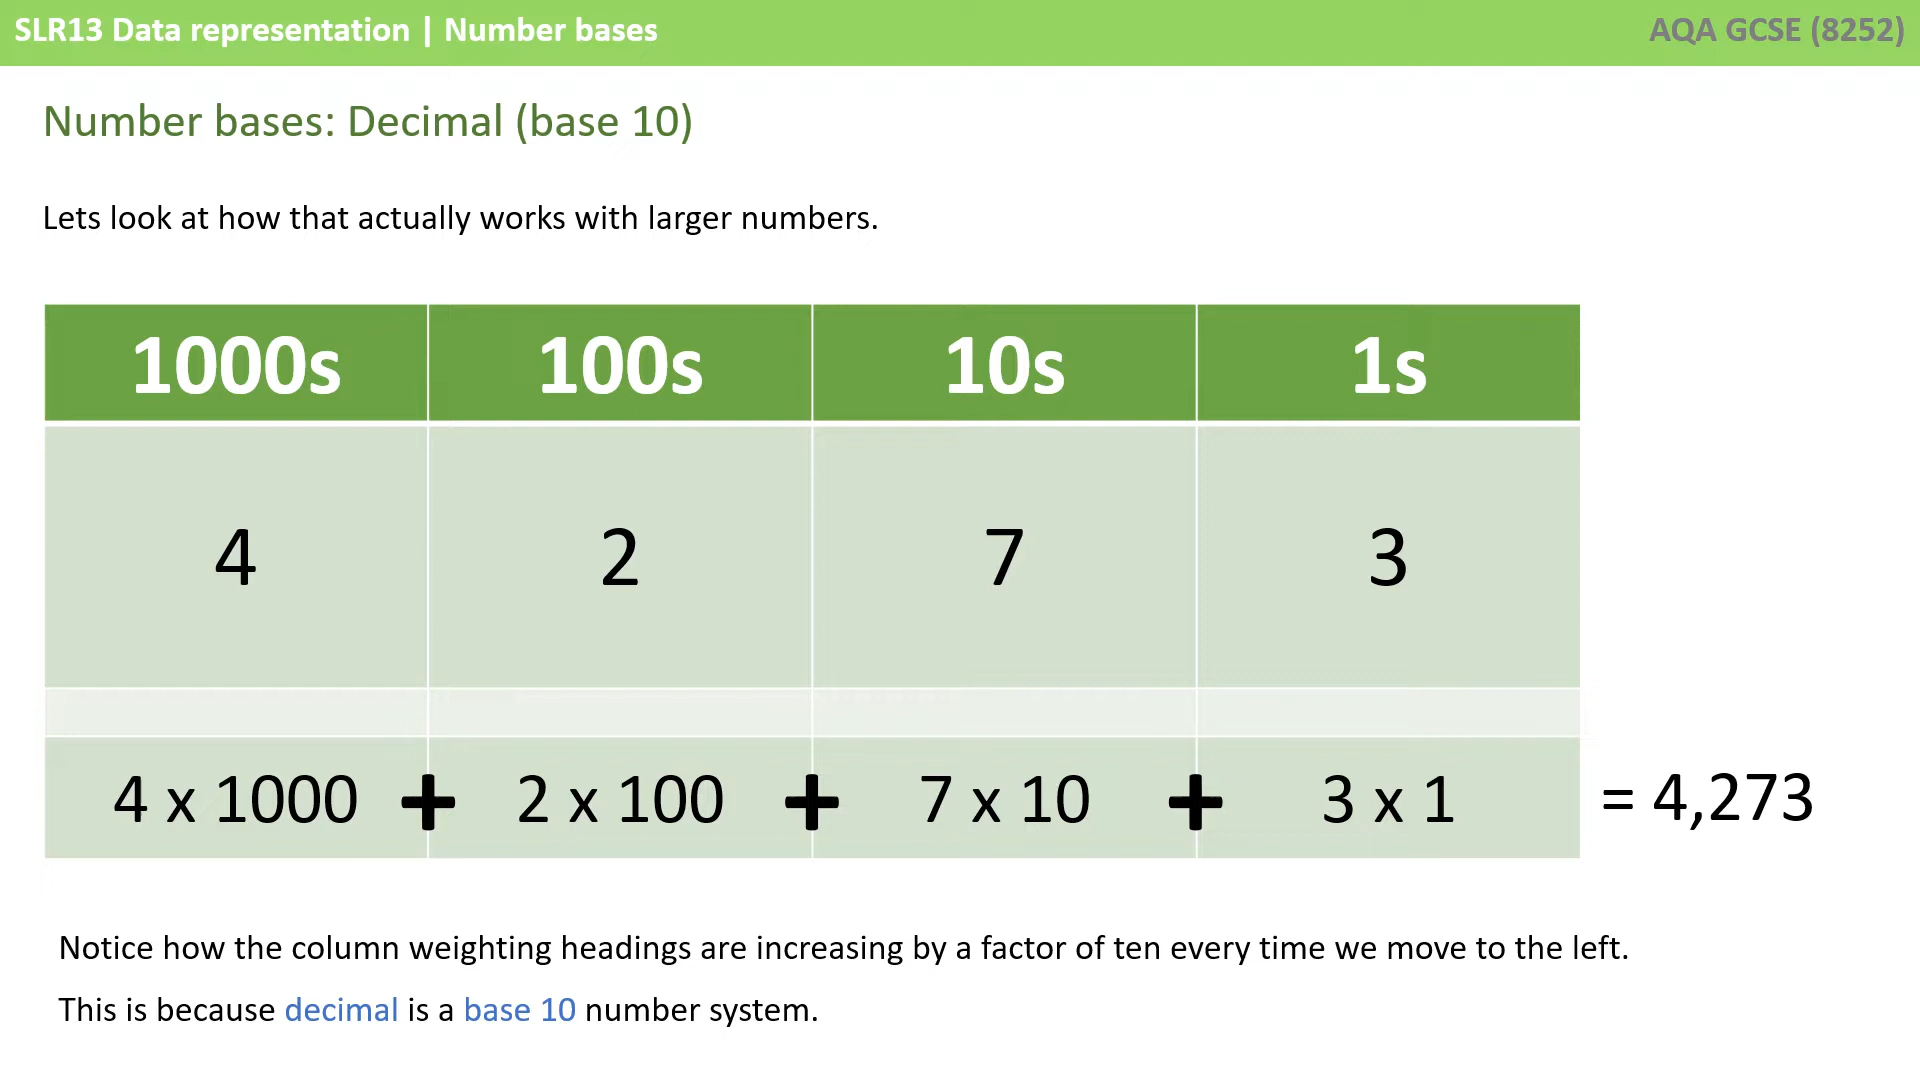 SLR13 Data representation | Number bases
AQA GCSE (8252)
Number bases: Decimal (base 10)
Lets look at how that actually works with larger numbers.
1000s 100s 10s 1s
4 2 7 3
4 x 1000 + 2 x 100 + 7 x 10 + 3 x 1 = 4,273
Notice how the column weighting headings are increasing by a factor of ten every time we move to the left.
This is because decimal is a base 10 number system.